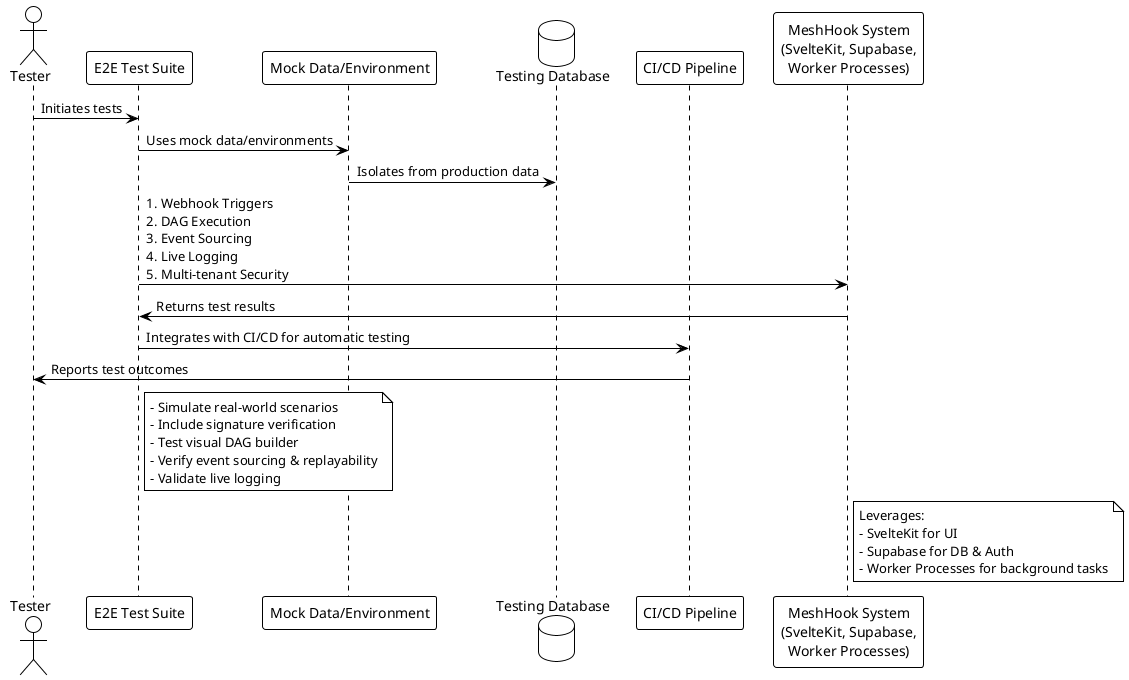 Tester
E2E Test Suite
Mock Data/Environment
Testing Database
CI/CD Pipeline
MeshHook System
(SvelteKit, Supabase,
Worker Processes)
Initiates tests
Uses mock data/environments
Isolates from production data
1. Webhook Triggers
2. DAG Execution
3. Event Sourcing
4. Live Logging
5. Multi-tenant Security
Returns test results
Integrates with CI/CD for automatic testing
Reports test outcomes
- Simulate real-world scenarios
- Include signature verification
- Test visual DAG builder
- Verify event sourcing & replayability
- Validate live logging
Leverages:
- SvelteKit for UI
- Supabase for DB & Auth
- Worker Processes for background tasks
Tester
E2E Test Suite
Mock Data/Environment
Testing Database
CI/CD Pipeline
MeshHook System
(SvelteKit, Supabase,
Worker Processes)